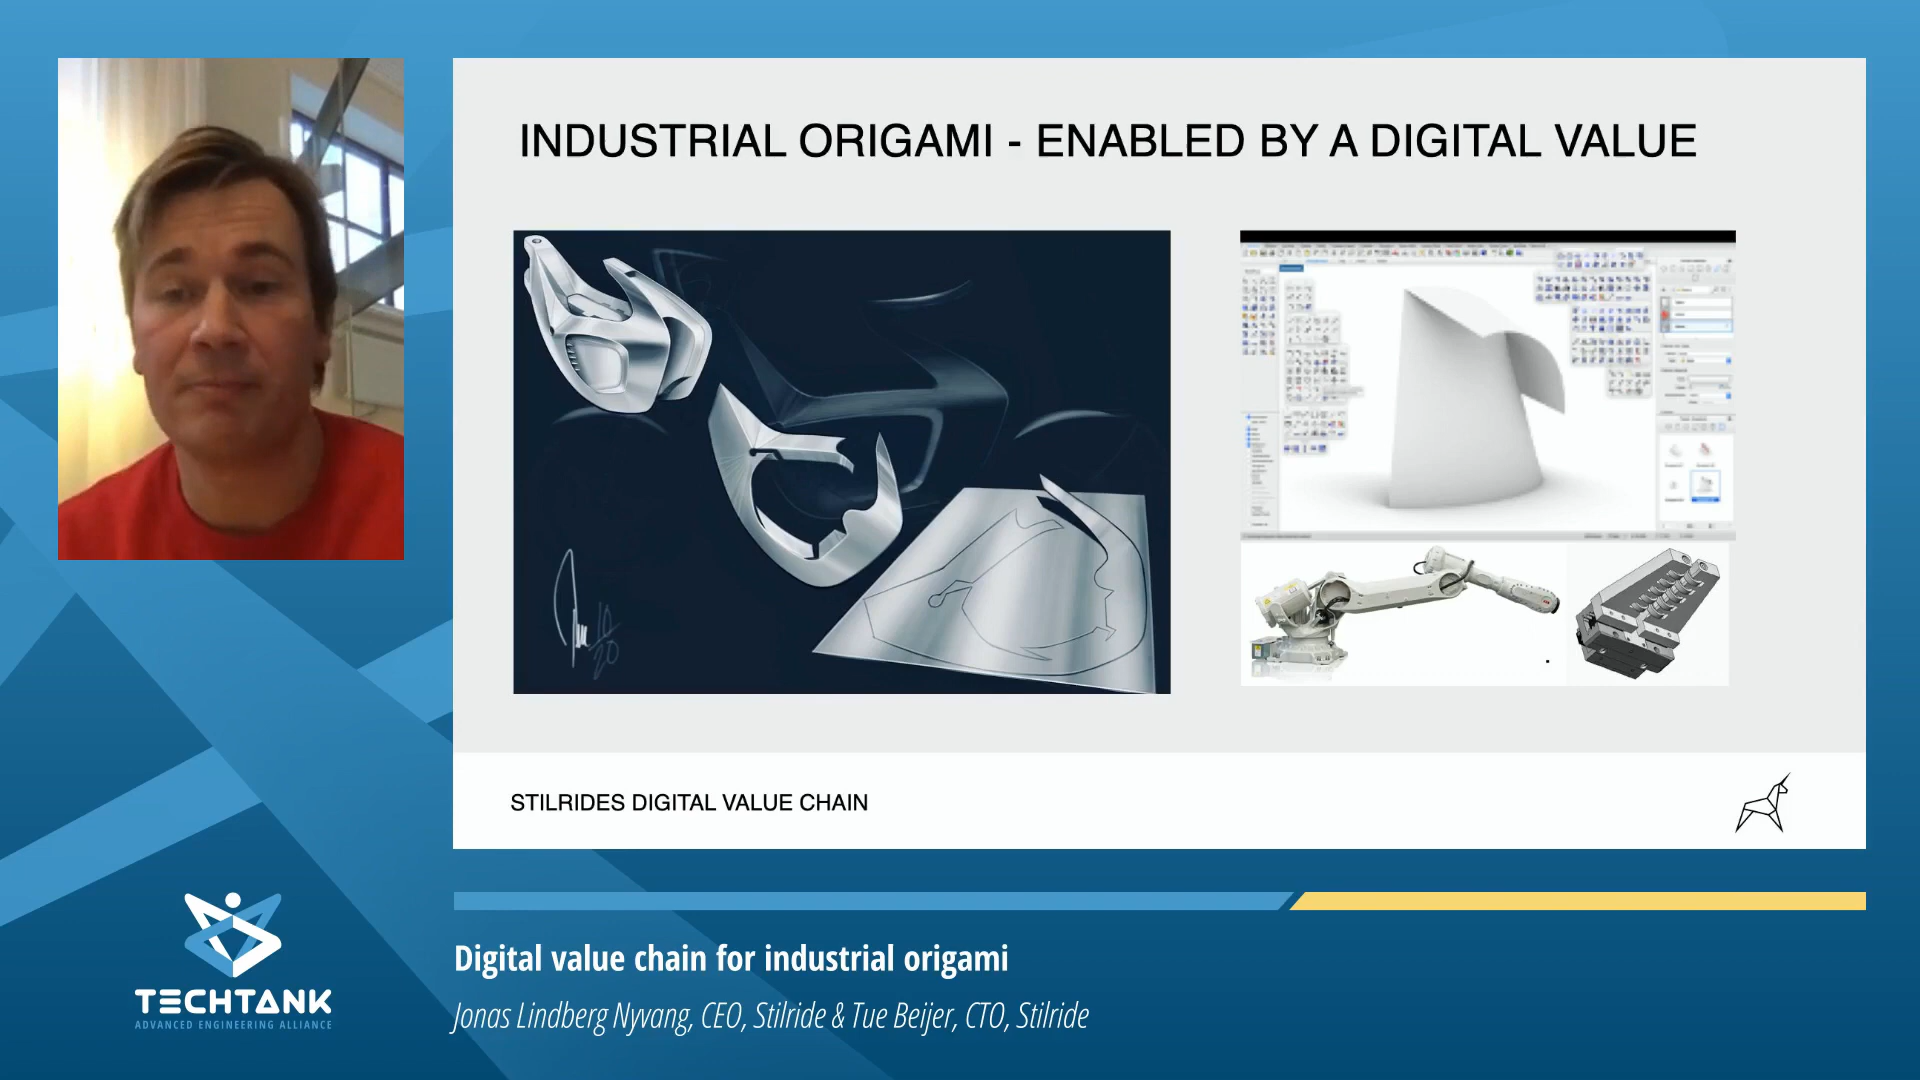 INDUSTRIAL ORIGAMI - ENABLED BY A DIGITAL VALUE
STILRIDES DIGITAL VALUE CHAIN
TECHTANK
ADVANCED ENGINEERING ALLIANCE
Digital value chain for industrial origami
Jonas Lindberg Nyvang, CEO, Stilride & Tue Beijer, CTO, Stilride